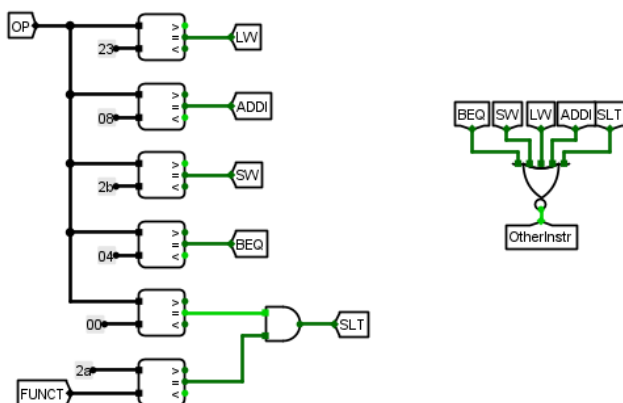 OP
> = <
23
LW
> = <
08
ADDI
> = <
2b
SW
> = <
04
BEQ
> = <
00
SLT
2a
> = <
FUNCT
BEQ SW LW ADDI SLT
OtherInstr